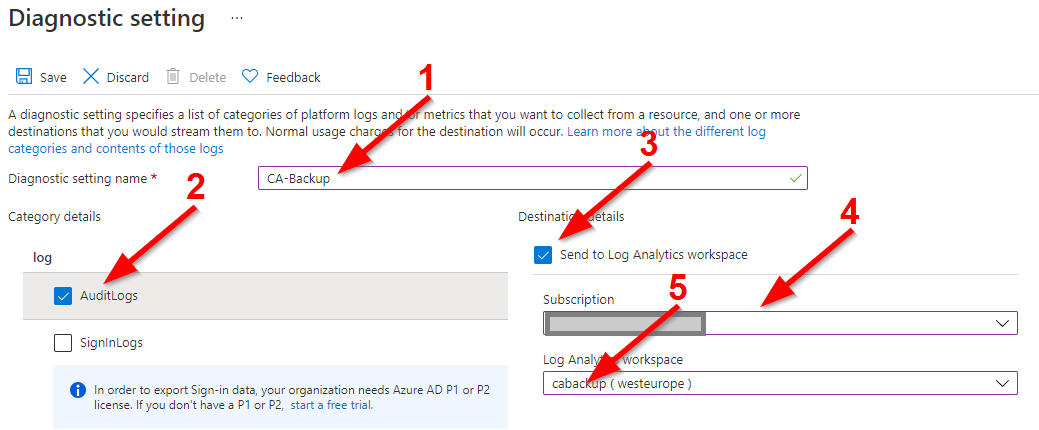 Diagnostic setting ...
Save Discard Delete Feedback
1
A diagnostic setting specifies a list of categories of platform logs and/or metrics that you want to collect from a resource, and one or more
destinations that you would stream them to. Normal usage charges for the destination will occur. Learn more about the different log
categories and contents of those logs
3
Diagnostic setting name * CA-Backup
2
4
Category details
Destination details
log
Send to Log Analytics workspace
AuditLogs
5
Subscription
SignInLogs
Log Analytics workspace
cabackup ( westeurope )
In order to export Sign-in data, your organization needs Azure AD P1 or P2
license. If you don't have a P1 or P2, start a free trial.